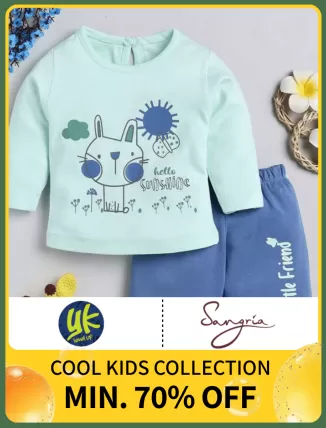 hello
SUNSHINE
ttle Friend
YK
Sangria
COOL KIDS COLLECTION
MIN. 70% OFF